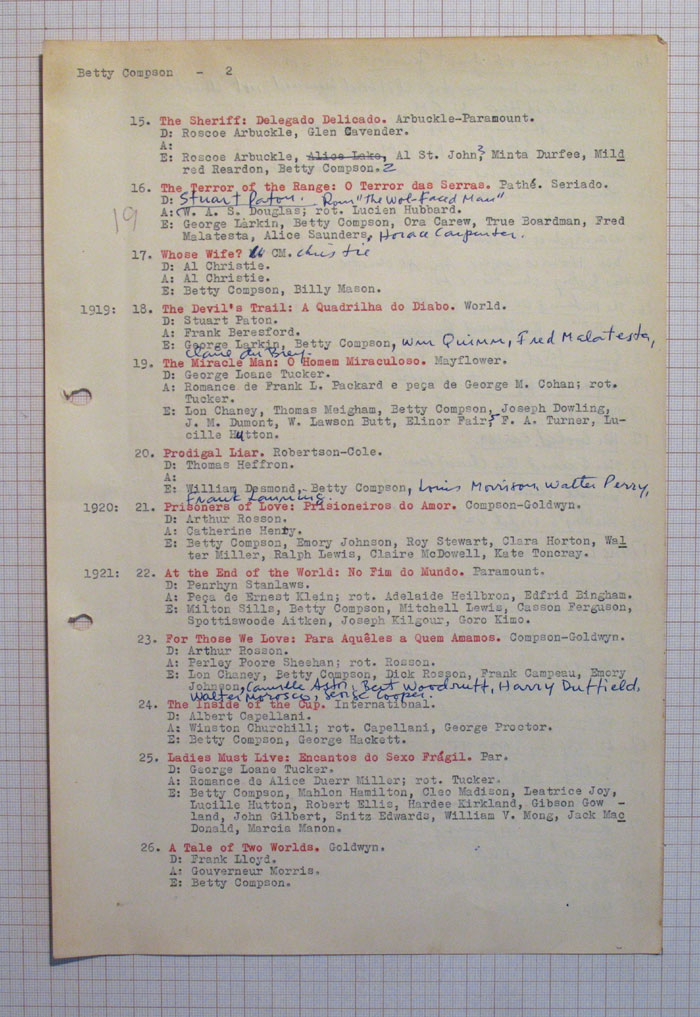 Betty Compson - 2
15. The Sheriff: Delegado Delicado. Arbuckle-Paramount.
D: Roscoe Arbuckle, Glen Cavender.
A:
E: Roscoe Arbuckle, Alice Lake, Al St. John, Minta Durfee, Mild
red Reardon, Betty Compson. 2
16. The Terror of the Range: O Terror das Serras. Pathé. Seriado.
D: Stuart Paton. "The Wolf-Faced Man"
19
A: W. A. S. Douglas; rot. Lucien Hubbard.
E: George Larkin, Betty Compson, Ora Carew, True Boardman, Fred
Malatesta, Alice Saunders, Horace Carpenter.
17. Whose Wife? CM. Christie
D: Al Christie.
A: Al Christie.
E: Betty Compson, Billy Mason.
1919: 18. The Devil's Trail: A Quadrilha do Diabo. World.
D: Stuart Paton.
A: Frank Beresford.
E: George Larkin, Betty Compson, Wm Quinn, Fred Malatesta,
Claire du Brey.
19. The Miracle Man: O Homem Miraculoso. Mayflower.
D: George Loane Tucker.
A: Romance de Frank L. Packard e peça de George M. Cohan; rot.
Tucker.
E: Lon Chaney, Thomas Meigham, Betty Compson, Joseph Dowling,
J. M. Dumont, W. Lawson Butt, Elinor Fair, F. A. Turner, Lu-
cille Hutton.
20. Prodigal Liar. Robertson-Cole.
D: Thomas Heffron.
A:
E: William Desmond, Betty Compson, Louis Morrison, Walter Perry,
Frank Lanning.
1920: 21. Prisoners of Love: Prisioneiros do Amor. Compson-Goldwyn.
D: Arthur Rosson.
A: Catherine Henry.
E: Betty Compson, Emory Johnson, Roy Stewart, Clara Horton, Wal
ter Miller, Ralph Lewis, Claire McDowell, Kate Toncray.
1921: 22. At the End of the World: No Fim do Mundo. Paramount.
D: Penrhyn Stanlaws.
A: Peça de Ernest Klein; rot. Adelaide Heilbron, Edfrid Bingham.
E: Milton Sills, Betty Compson, Mitchell Lewis, Casson Ferguson,
Spottiswoode Aitken, Joseph Kilgour, Goro Kimo.
23. For Those We Love: Para Aquêles a Quem Amamos. Compson-Goldwyn.
D: Arthur Rosson.
A: Perley Poore Sheehan; rot. Rosson.
E: Lon Chaney, Betty Compson, Dick Rosson, Frank Campeau, Emory
Johnson, Camille Astor, Bert Woodruff, Harry Duffield,
Walter Morosco, George Cooper.
24. The Inside of the Cup. International.
D: Albert Capellani.
A: Winston Churchill; rot. Capellani, George Proctor.
E: Betty Compson, George Hackett.
25. Ladies Must Live: Encantos do Sexo Frágil. Par.
D: George Loane Tucker.
A: Romance de Alice Duerr Miller; rot. Tucker.
E: Betty Compson, Mahlon Hamilton, Cleo Madison, Leatrice Joy,
Lucille Hutton, Robert Ellis, Hardee Kirkland, Gibson Gow -
land, John Gilbert, Snitz Edwards, William V. Mong, Jack Mac
Donald, Marcia Manon.
26. A Tale of Two Worlds. Goldwyn.
D: Frank Lloyd.
A: Gouverneur Morris.
E: Betty Compson.